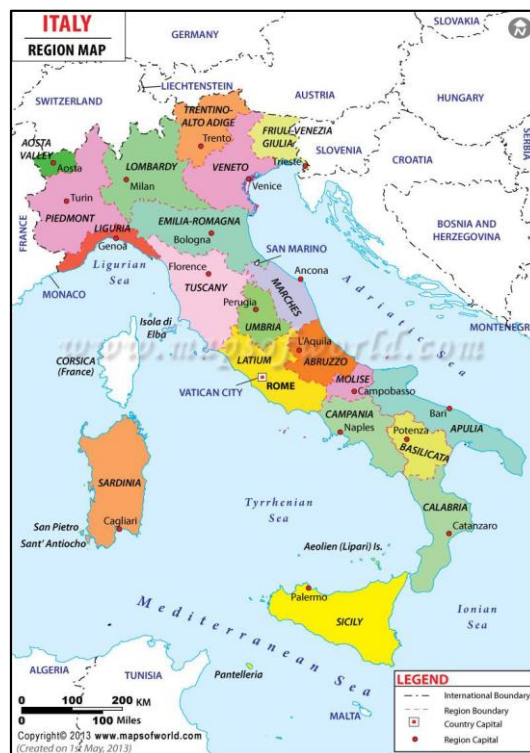 ITALY
REGION MAP
GERMANY
SLOVAKIA
LIECHTENSTEIN
AUSTRIA
SWITZERLAND
HUNGARY
TRENTINO-
ALTO ADIGE
Trento
FRIULI-VENEZIA
GIULIA
SLOVENIA
Trieste
CROATIA
SERBIA
AOSTA
VALLEY
Aosta
LOMBARDY
Milan
VENETO
Venice
Turin
PIEDMONT
FRANCE
LIGURIA
Genoa
EMILIA-ROMAGNA
Bologna
BOSNIA AND
HERZEGOVINA
SAN MARINO
Ligurian
Sea
Florence
TUSCANY
MARCHES
Ancona
MONACO
Perugia
UMBRIA
Adriatic Sea
MONTENEGR
Isola di
Elba
www.mapsofworld.com
CORSICA
(France)
LATIUM
L'Aquila
ABRUZZO
ROME
VATICAN CITY
MOLISE
Campobasso
CAMPANIA
Naples
Bari
APULIA
Potenza
BASILICATA
SARDINIA
Cagliari
San Pietro
Sant' Antiocho
Tyrrhenian
Sea
CALABRIA
Catanzaro
Aeolien (Lipari) Is.
Palermo
SICILY
Ionian
Sea
Mediterranean Sea
ALGERIA
TUNISIA
Pantelleria
MALTA
0 100 200 KM
0 100 Miles
Copyright© 2013 www.mapsofworld.com
(Created on 1st May, 2013)
LEGEND
International Boundary
Region Boundary
Country Capital
Region Capital